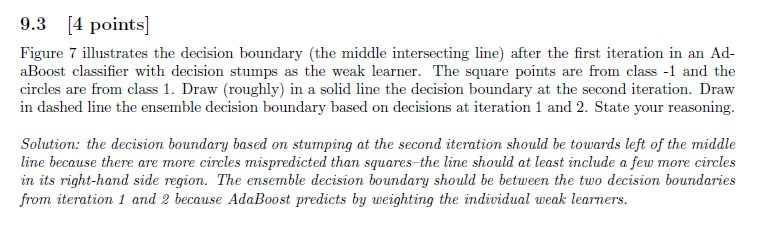 9.3 [4 points]
Figure 7 illustrates the decision boundary (the middle intersecting line) after the first iteration in an Ad-
aBoost classifier with decision stumps as the weak learner. The square points are from class -1 and the
circles are from class 1. Draw (roughly) in a solid line the decision boundary at the second iteration. Draw
in dashed line the ensemble decision boundary based on decisions at iteration 1 and 2. State your reasoning.
Solution: the decision boundary based on stumping at the second iteration should be towards left of the middle
line because there are more circles mispredicted than squares–the line should at least include a few more circles
in its right-hand side region. The ensemble decision boundary should be between the two decision boundaries
from iteration 1 and 2 because AdaBoost predicts by weighting the individual weak learners.